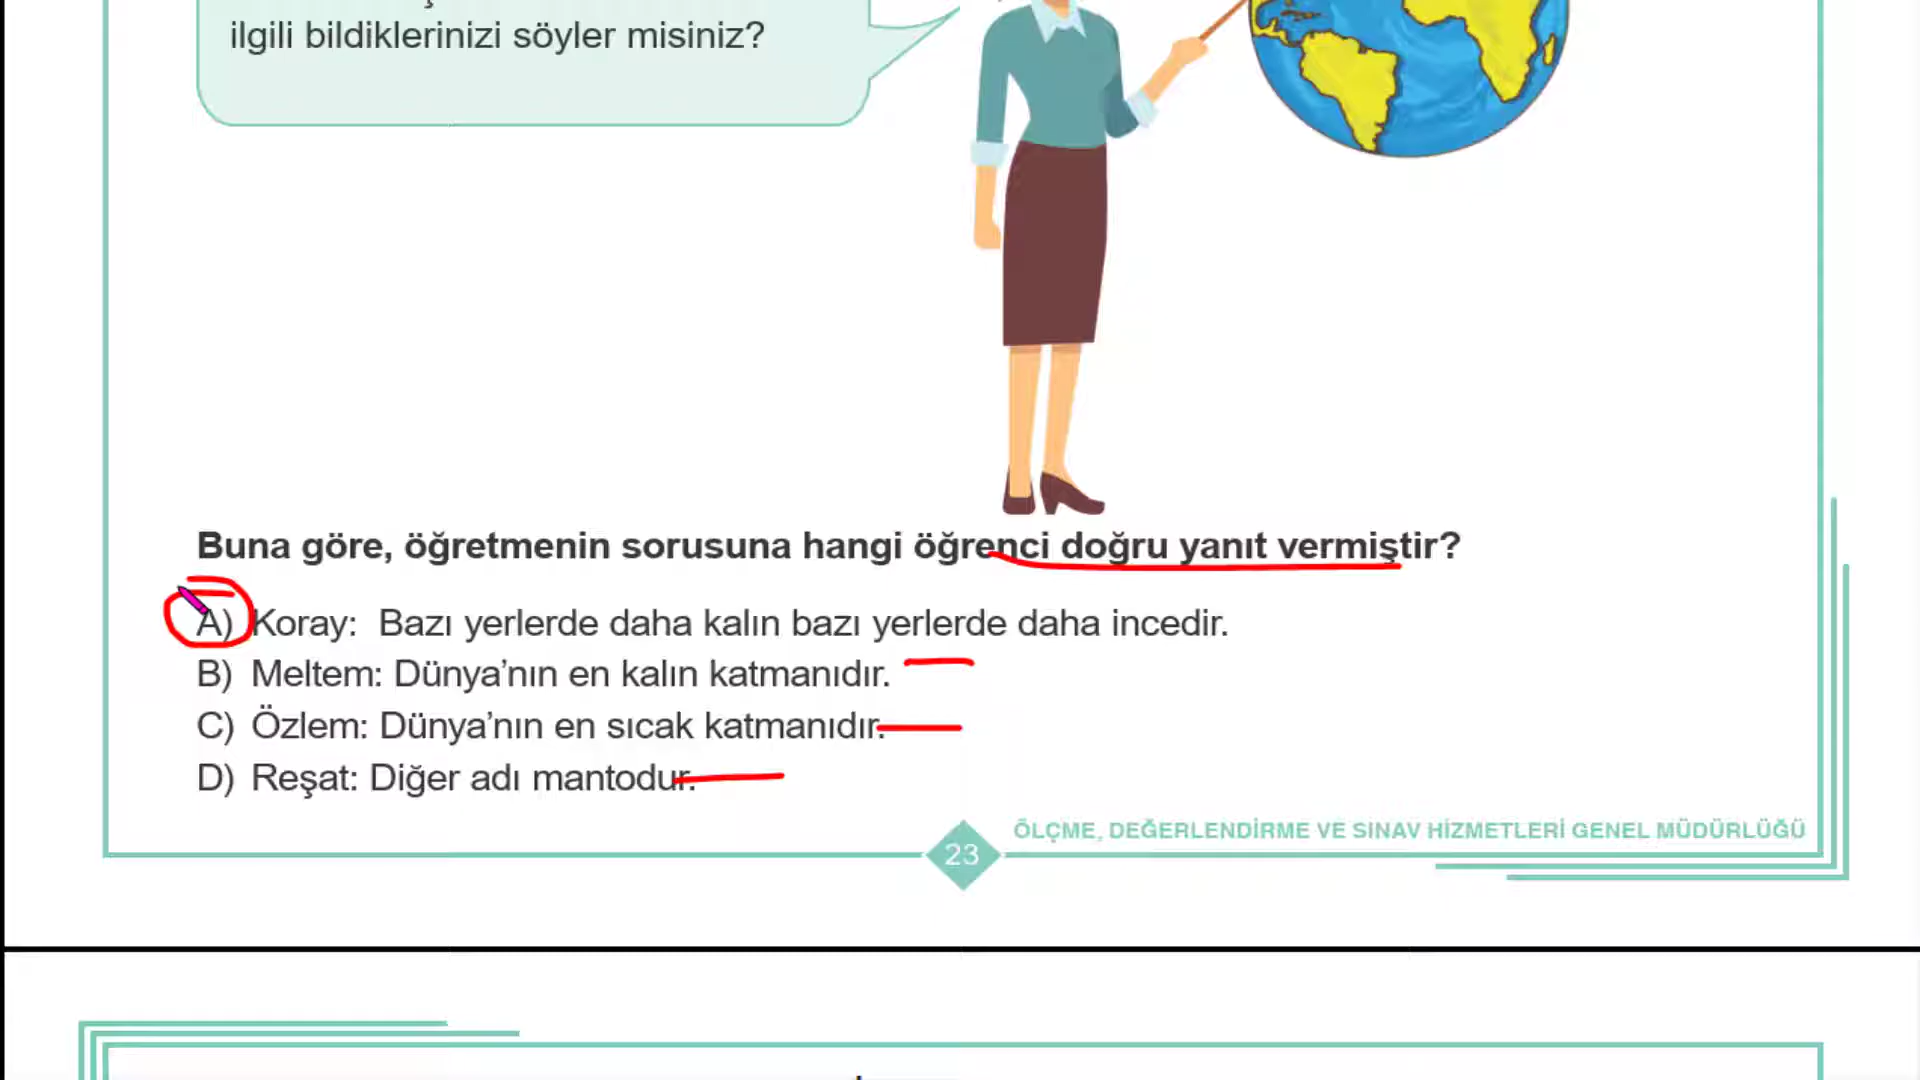 ilgili bildiklerinizi söyler misiniz?
Buna göre, öğretmenin sorusuna hangi öğrenci doğru yanıt vermiştir?
A) Koray: Bazı yerlerde daha kalın bazı yerlerde daha incedir.
B) Meltem: Dünya’nın en kalın katmanıdır.
C) Özlem: Dünya’nın en sıcak katmanıdır.
D) Reşat: Diğer adı mantodur.
ÖLÇME, DEĞERLENDİRME VE SINAV HİZMETLERİ GENEL MÜDÜRLÜĞÜ
23